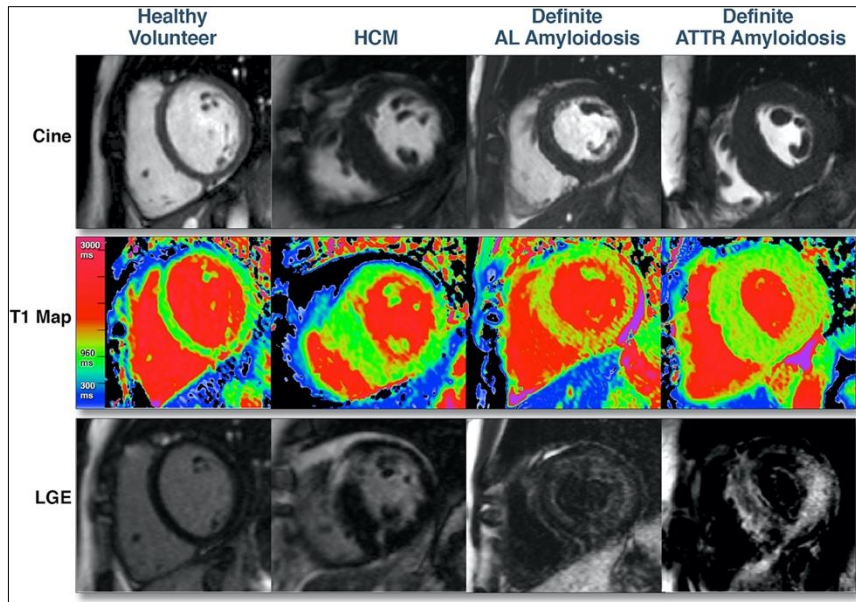 Healthy
Volunteer
HCM
Definite
AL Amyloidosis
Definite
ATTR Amyloidosis
Cine
T1 Map
3000
ms
960
ms
300
ms
LGE